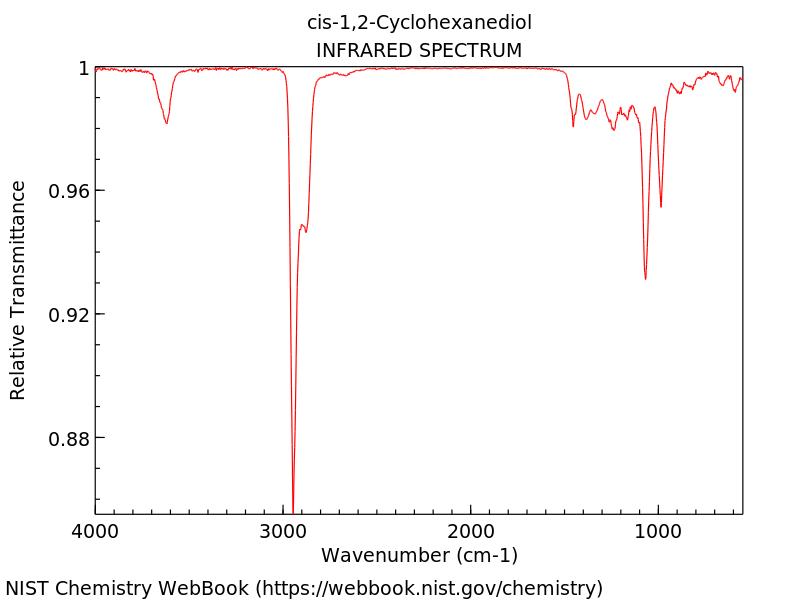 cis-1,2-Cyclohexanediol
INFRARED SPECTRUM
1
0.96
0.92
0.88
Relative Transmittance
4000 3000 2000 1000
Wavenumber (cm-1)
NIST Chemistry WebBook (https://webbook.nist.gov/chemistry)